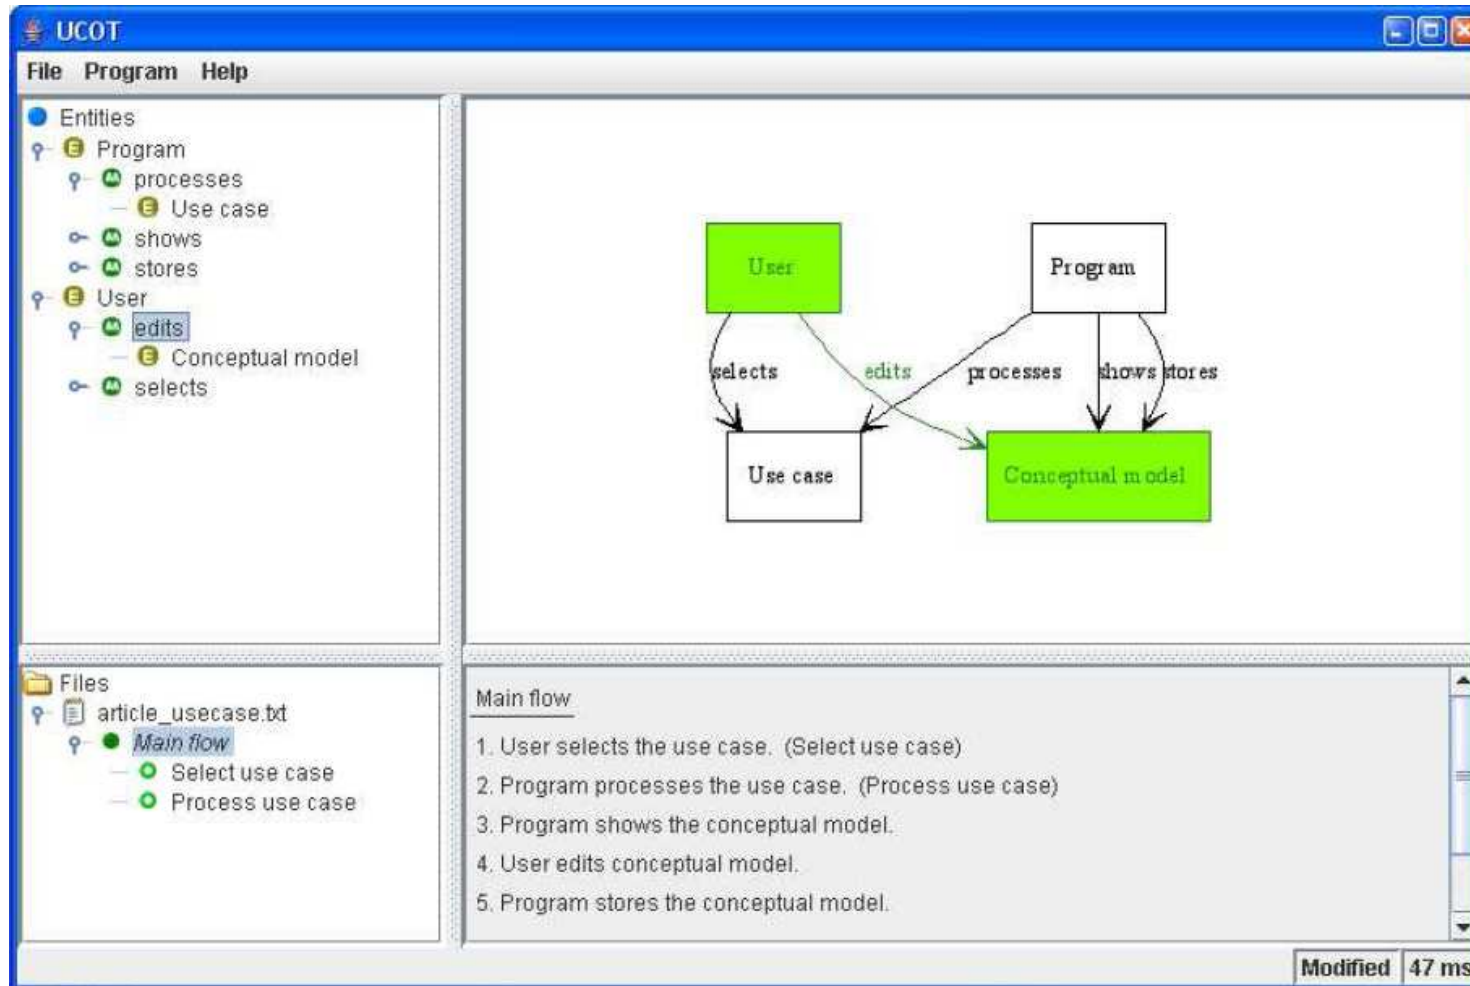 UCOT
File Program Help
Entities
Program
processes
Use case
shows
stores
User
edits
Conceptual model
selects
User
Program
selects
edits
processes
shows
stores
Use case
Conceptual model
Files
article_usecase.txt
Main flow
Select use case
Process use case
Main flow
1. User selects the use case. (Select use case)
2. Program processes the use case. (Process use case)
3. Program shows the conceptual model.
4. User edits conceptual model.
5. Program stores the conceptual model.
Modified 47 ms